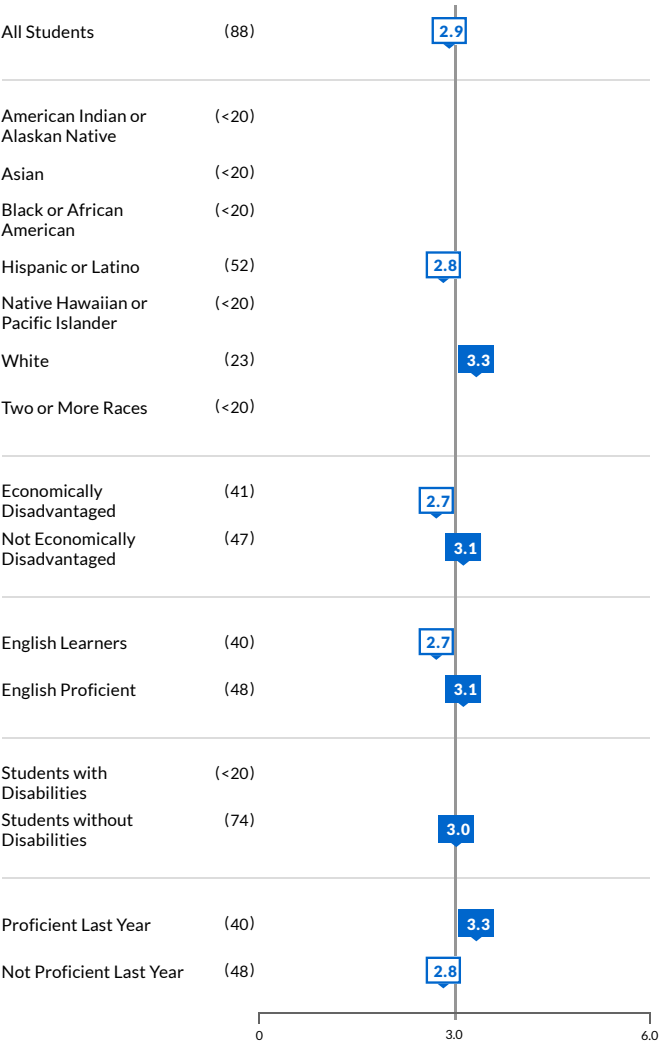 All Students (88) 2.9
American Indian or (<20)
Alaskan Native
Asian (<20)
Black or African (<20)
American
Hispanic or Latino (52) 2.8
Native Hawaiian or (<20)
Pacific Islander
White (23) 3.3
Two or More Races (<20)
Economically (41) 2.7
Disadvantaged
Not Economically (47) 3.1
Disadvantaged
English Learners (40) 2.7
English Proficient (48) 3.1
Students with (<20)
Disabilities
Students without (74) 3.0
Disabilities
Proficient Last Year (40) 3.3
Not Proficient Last Year (48) 2.8
0 3.0 6.0